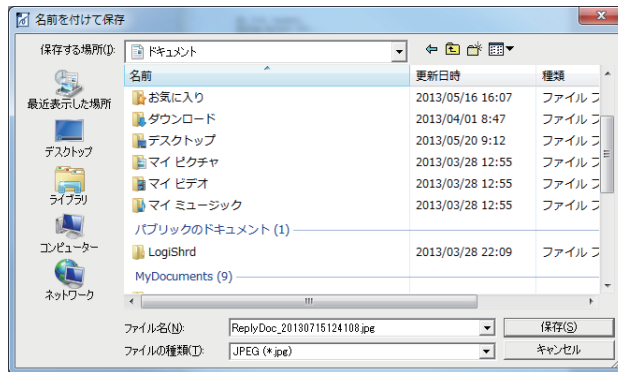 名前を付けて保存
保存する場所(I): ドキュメント
最近表示した場所
デスクトップ
ライブラリ
コンピューター
ネットワーク
名前 更新日時 種類
お気に入り 2013/05/16 16:07 ファイル フ
ダウンロード 2013/04/01 8:47 ファイル フ
デスクトップ 2013/05/20 9:12 ファイル フ
マイ ピクチャ 2013/03/28 12:55 ファイル フ
マイ ビデオ 2013/03/28 12:55 ファイル フ
マイ ミュージック 2013/03/28 12:55 ファイル フ
パブリックのドキュメント (1)
LogiShrd 2013/03/28 22:09 ファイル フ
MyDocuments (9)
ファイル名(N): ReplyDoc_20130715124108.jpg 保存(S)
ファイルの種類(T): JPEG (*.jpg) キャンセル